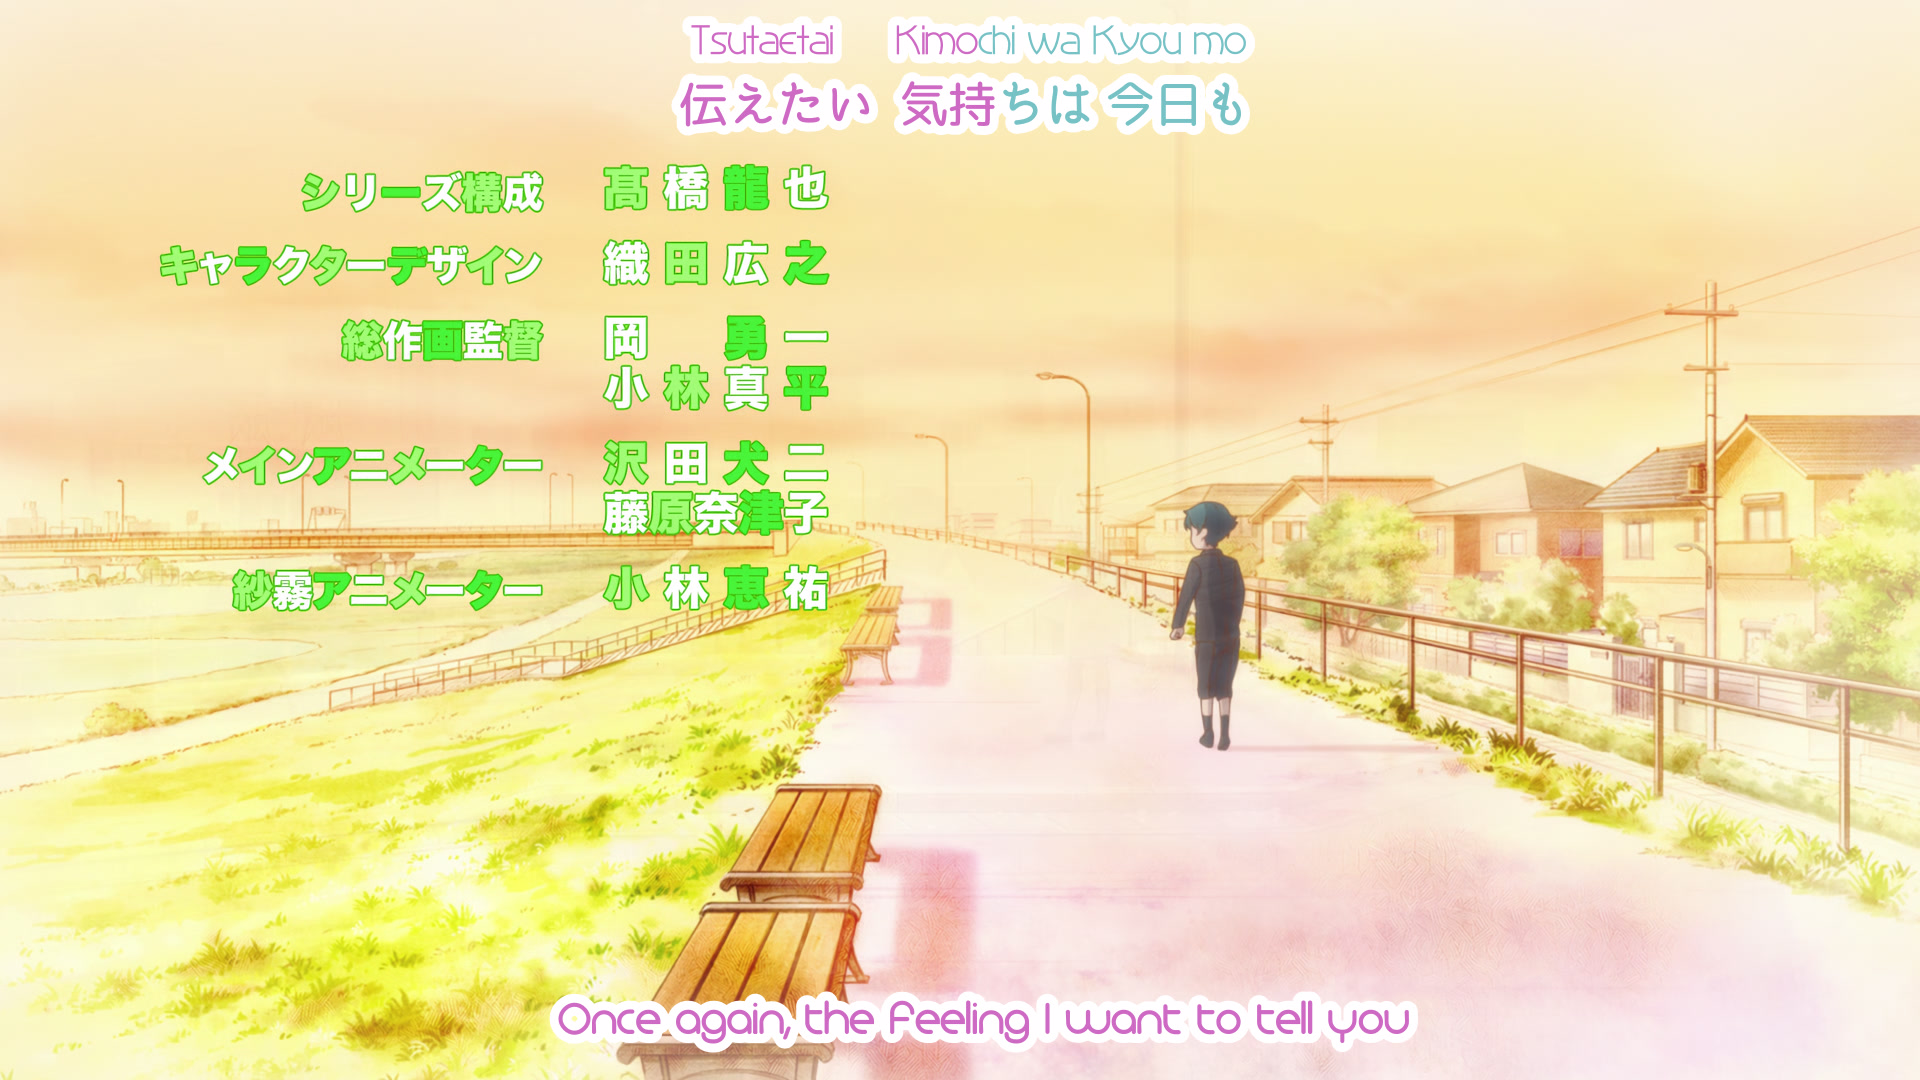 Tsutaetai Kimochi wa Kyou mo
伝えたい 気持ちは 今日も
シリーズ構成 髙橋龍也
キャラクターデザイン 織田広之
総作画監督 岡 勇一
小林真平
メインアニメーター 沢田犬二
藤原奈津子
紗霧アニメーター 小林恵祐
Once again, the feeling I want to tell you